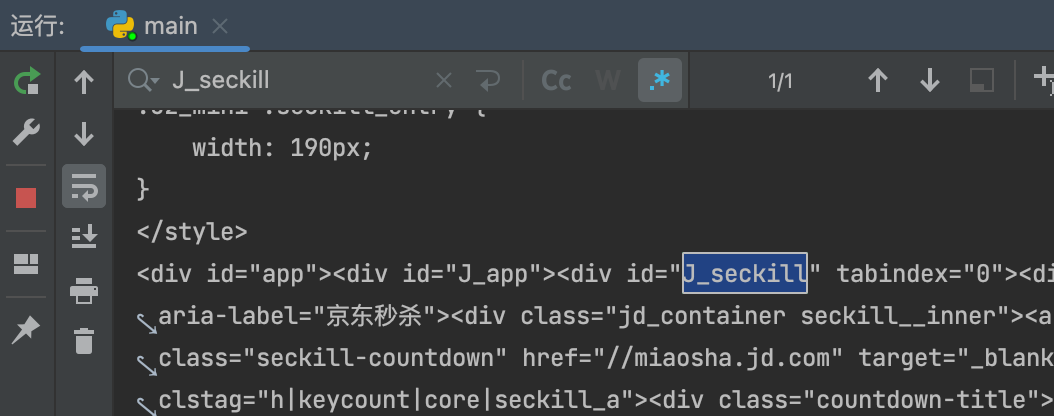 运行: main
J_seckill Cc W .* 1/1
width: 190px;
}
</style>
<div id="app"><div id="J_app"><div id="J_seckill" tabindex="0"><di
aria-label="京东秒杀"><div class="jd_container seckill__inner"><a
class="seckill-countdown" href="//miaosha.jd.com" target="_blank
clstag="h|keycount|core|seckill_a"><div class="countdown-title">